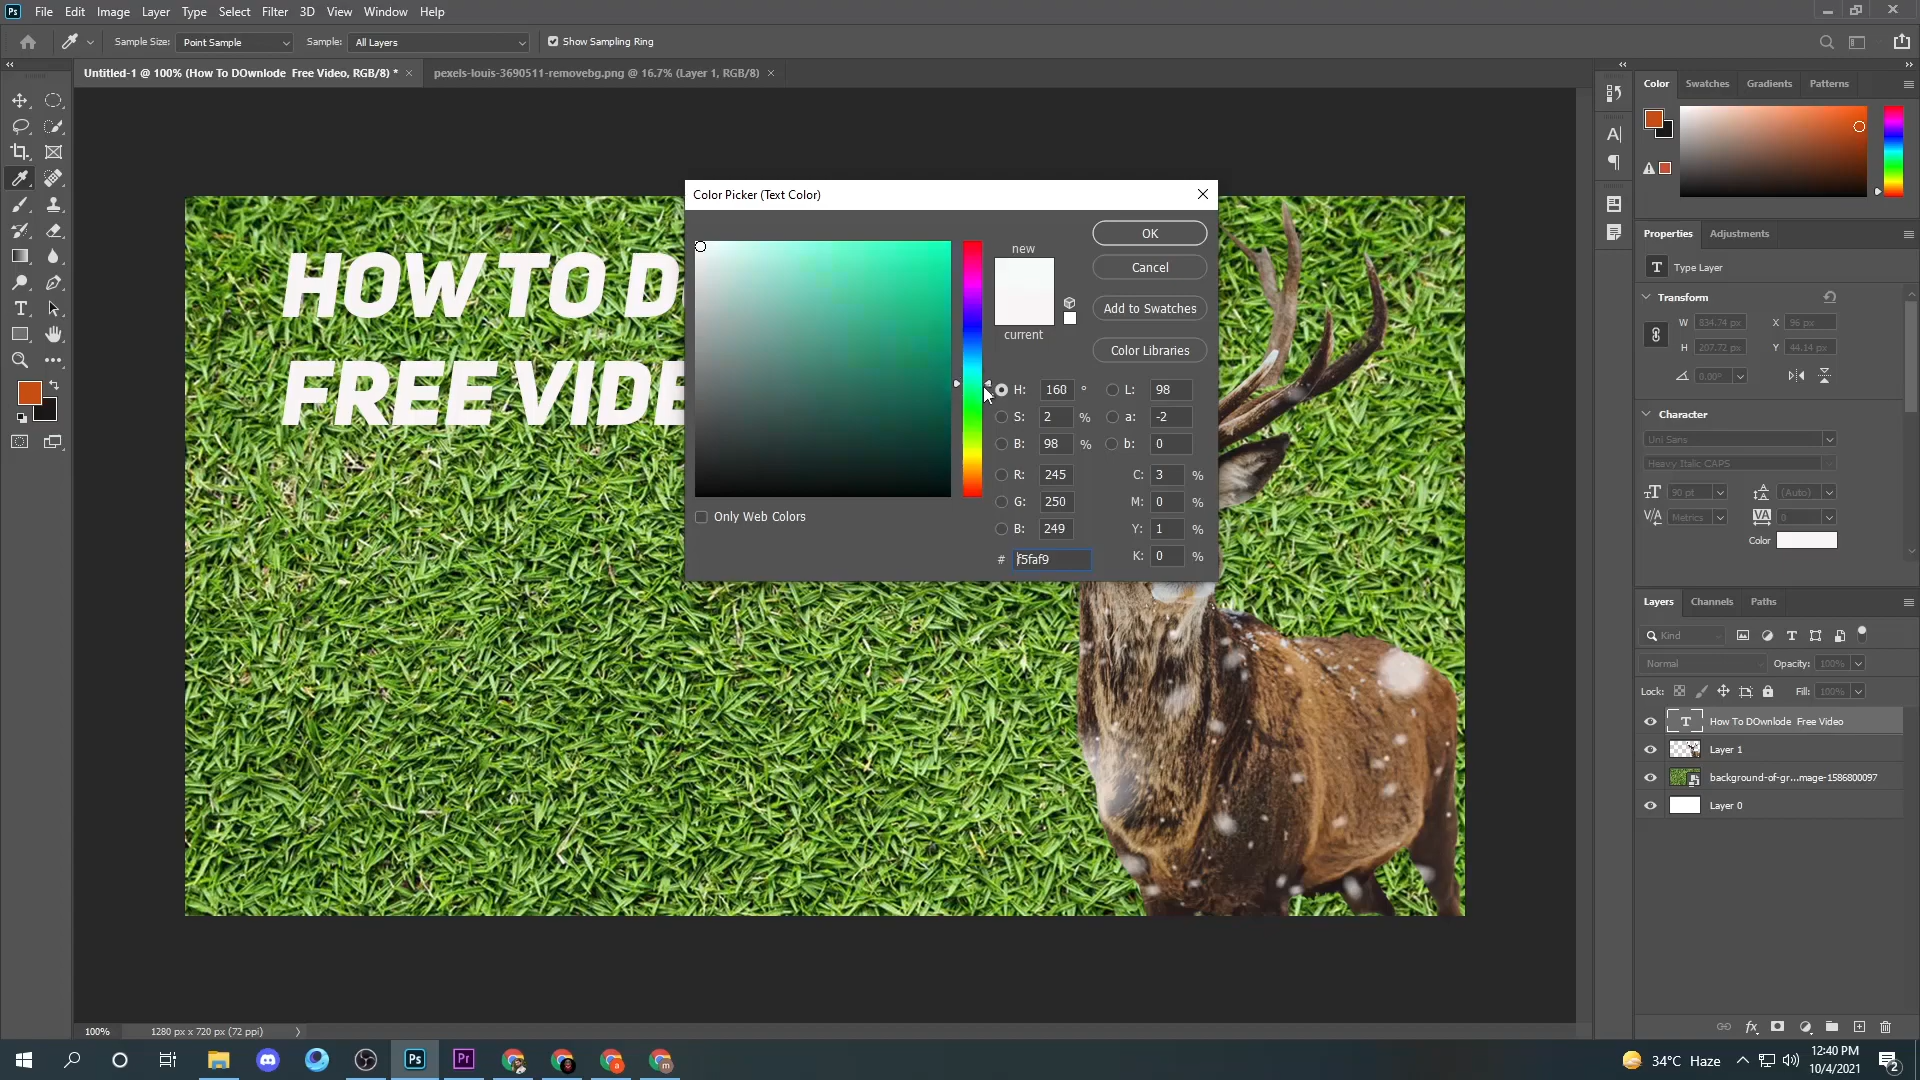 Ps File Edit Image Layer Type Select Filter 3D View Window Help
Sample Size: Point Sample Sample: All Layers Show Sampling Ring
Untitled-1 @ 100% (How To DOwnlode  Free Video, RGB/8) * × pexels-louis-3690511-removebg.png @ 16.7% (Layer 1, RGB/8) ×
Color Swatches Gradients Patterns
HOW TO D
FREE VIDE
Color Picker (Text Color)
new
current
OK
Cancel
Add to Swatches
Color Libraries
H: 160 ° L: 98
S: 2 % a: -2
B: 98 % b: 0
R: 245 C: 3 %
G: 250 M: 0 %
B: 249 Y: 1 %
# f5faf9 K: 0 %
Only Web Colors
Properties Adjustments
T Type Layer
Transform
W 834.74 px X 96 px
H 207.72 px Y 44.14 px
0.00°
Character
Uni Sans
Heavy Italic CAPS
90 pt (Auto)
Metrics 0
Color
Layers Channels Paths
Kind
Normal Opacity: 100%
Lock: Fill: 100%
T How To DOwnlode  Free Video
Layer 1
background-of-gr...mage-1586800097
Layer 0
fx
100% 1280 px x 720 px (72 ppi)
Ps Pr
34°C Haze
12:40 PM
10/4/2021
2